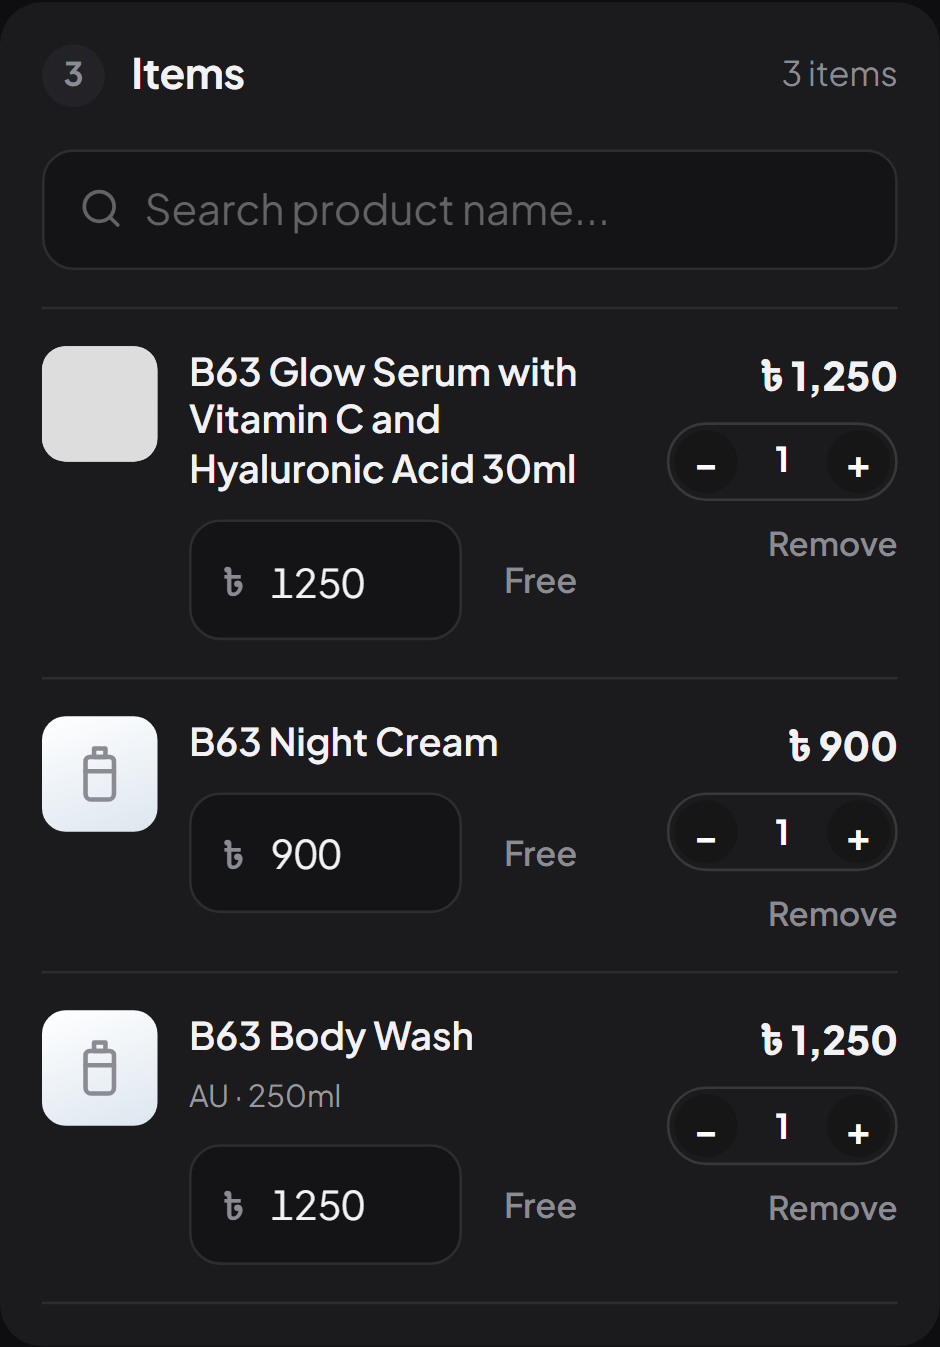 3 Items 3 items
Search product name...
B63 Glow Serum with
Vitamin C and
Hyaluronic Acid 30ml
৳ 1,250
− 1 +
Remove
৳ 1250 Free
B63 Night Cream ৳ 900
− 1 +
৳ 900 Free
Remove
B63 Body Wash ৳ 1,250
AU · 250ml
− 1 +
৳ 1250 Free
Remove